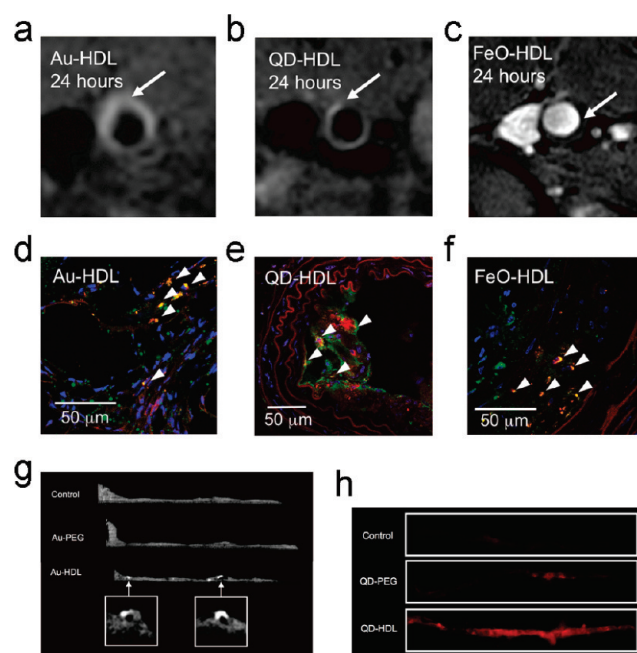 a
Au-HDL
24 hours
b
QD-HDL
24 hours
c
FeO-HDL
24 hours
d
Au-HDL
50 μm
e
QD-HDL
50 μm
f
FeO-HDL
50 μm
g
Control
Au-PEG
Au-HDL
h
Control
QD-PEG
QD-HDL